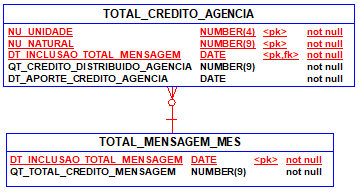 TOTAL_CREDITO_AGENCIA
NU_UNIDADE NUMBER(4) <pk> not null
NU_NATURAL NUMBER(9) <pk> not null
DT_INCLUSAO_TOTAL_MENSAGEM DATE <pk,fk> not null
QT_CREDITO_DISTRIBUIDO_AGENCIA NUMBER(9) not null
DT_APORTE_CREDITO_AGENCIA DATE not null
TOTAL_MENSAGEM_MES
DT_INCLUSAO_TOTAL_MENSAGEM DATE <pk> not null
QT_TOTAL_CREDITO_MENSAGEM NUMBER(9) not null